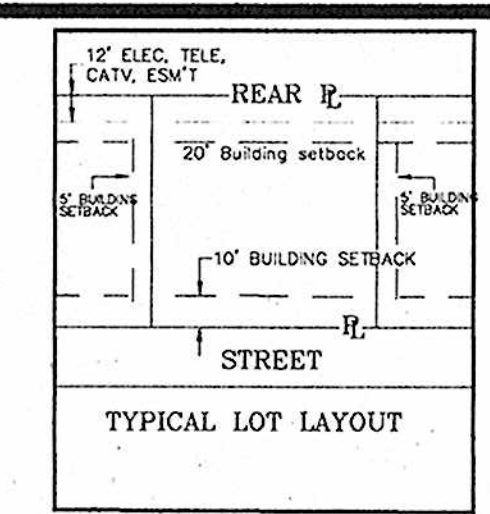 12' ELEC, TELE,
CATV, ESM'T
REAR PL
20' Building setback
5' BUILDING
SETBACK
5' BUILDING
SETBACK
10' BUILDING SETBACK
PL
STREET
TYPICAL LOT LAYOUT